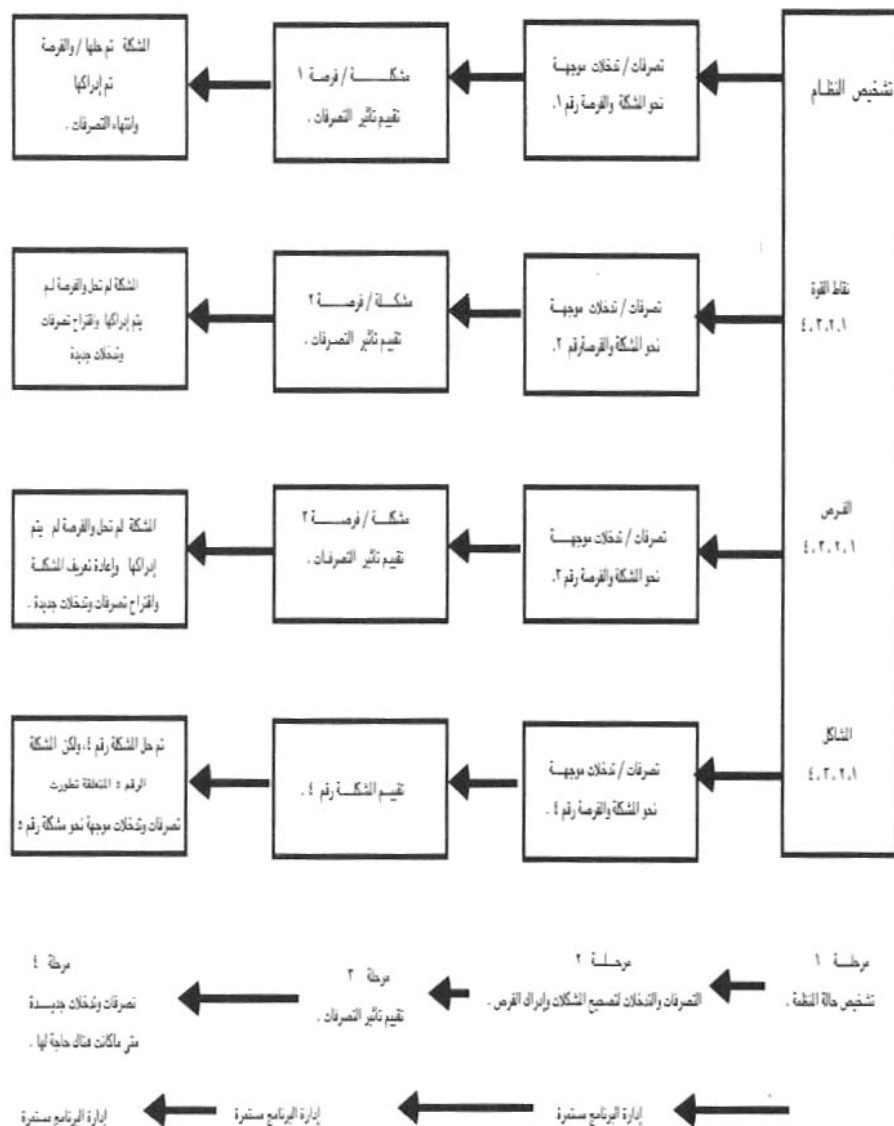 تشخيص النظام
نقاط القوة
٤،٣،٢،١
الفرص
٤،٣،٢،١
المشاكل
٤،٣،٢،١
تصرفات / تدخلات موجهة
نحو المشكلة والفرصة رقم ١.
مشكلة / فرصة ١
تقييم تأثير التصرفات .
المشكلة تم حلها / والفرصة
تم إدراكها
وانتهاء التصرفات .
تصرفات / تدخلات موجهة
نحو المشكلة والفرصة رقم ٢.
مشكلة / فرصة ٢
تقييم تأثير التصرفات .
المشكلة لم تحل والفرصة لم
يتم إدراكها واقتراح تصرفات
وتدخلات جديدة
تصرفات / تدخلات موجهة
نحو المشكلة والفرصة رقم ٣.
مشكلة / فرصة ٣
تقييم تأثير التصرفات .
المشكلة لم تحل والفرصة لم يتم
إدراكها وإعادة تعريف المشكلة
واقتراح تصرفات وتدخلات جديدة .
تصرفات / تدخلات موجهة
نحو المشكلة والفرصة رقم ٤ .
تقييم المشكلة رقم ٤ .
تم حل المشكلة رقم ٤، ولكن المشكلة
الرقم ٥ المتعلقة تطورت
تصرفات وتدخلات موجهة نحو مشكلة رقم ٥
مرحلة ١
تشخيص حالة المنظمة .
مرحلة ٢
التصرفات والتدخلات لتصحيح المشكلات وإدراك الفرص .
مرحلة ٣
تقييم تأثير التصرفات .
مرحلة ٤
تصرفات وتدخلات جديدة
متى ماكانت هناك حاجة لها .
إدارة البرنامج مستمرة
إدارة البرنامج مستمرة
إدارة البرنامج مستمرة